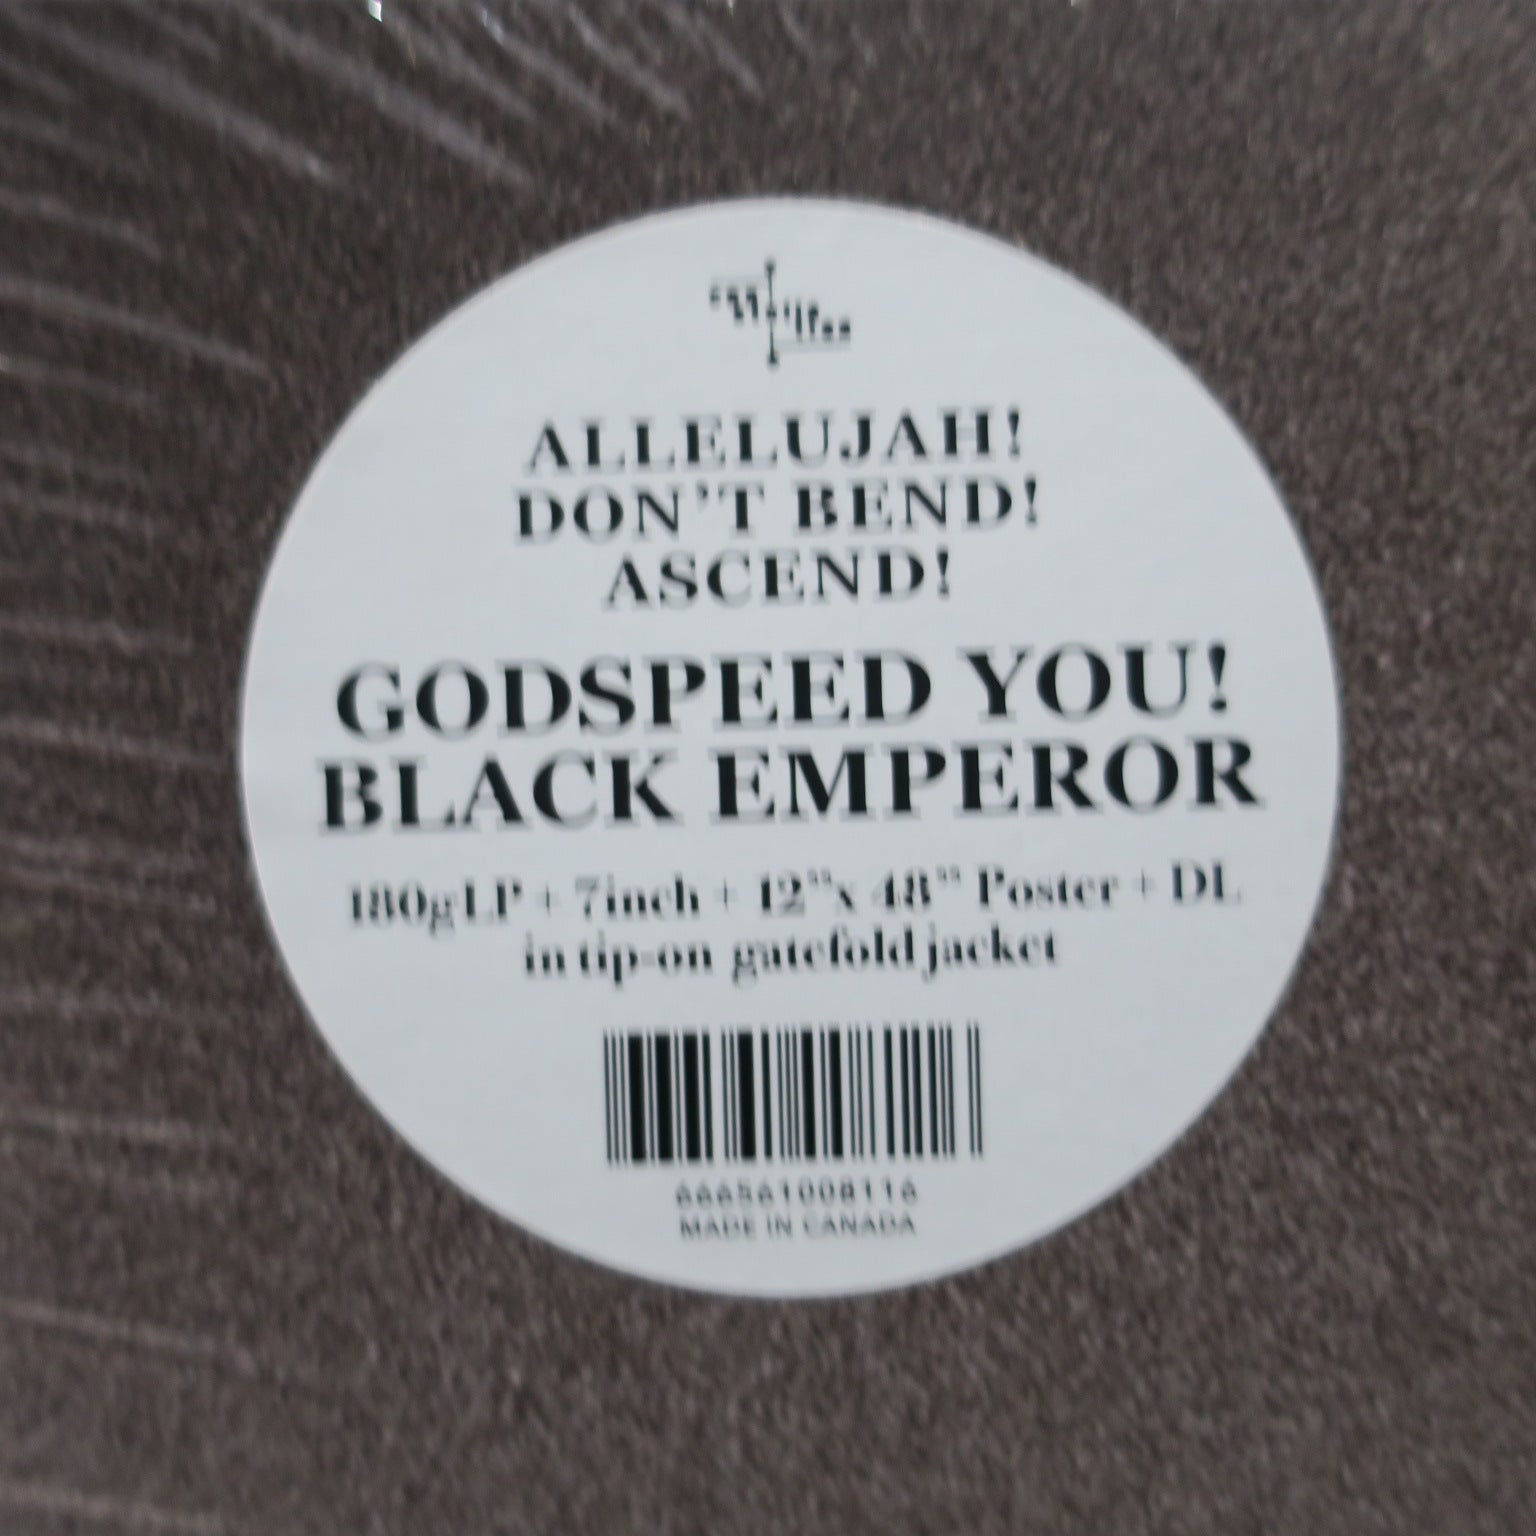 constellation
ALLELUJAH!
DON'T BEND!
ASCEND!
GODSPEED YOU!
BLACK EMPEROR
180gLP + 7inch + 12"x 48" Poster + DL
in tip-on gatefold jacket
666561008116
MADE IN CANADA